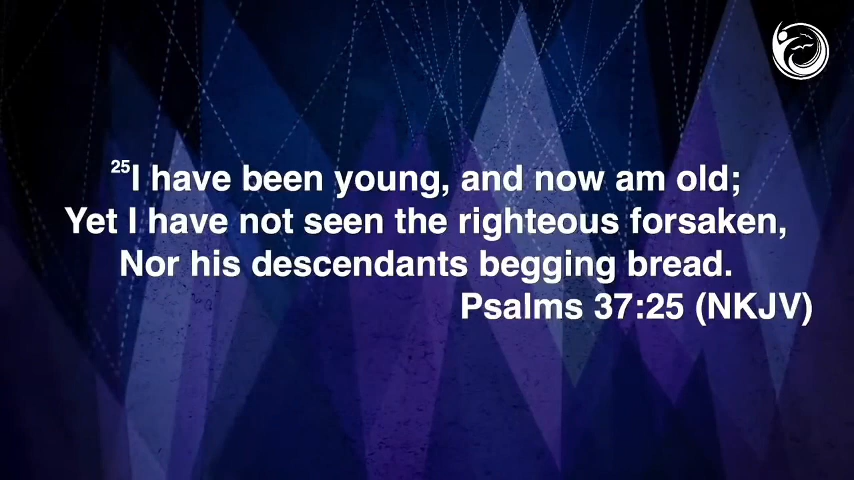 25I have been young, and now am old;
Yet I have not seen the righteous forsaken,
Nor his descendants begging bread.
Psalms 37:25 (NKJV)